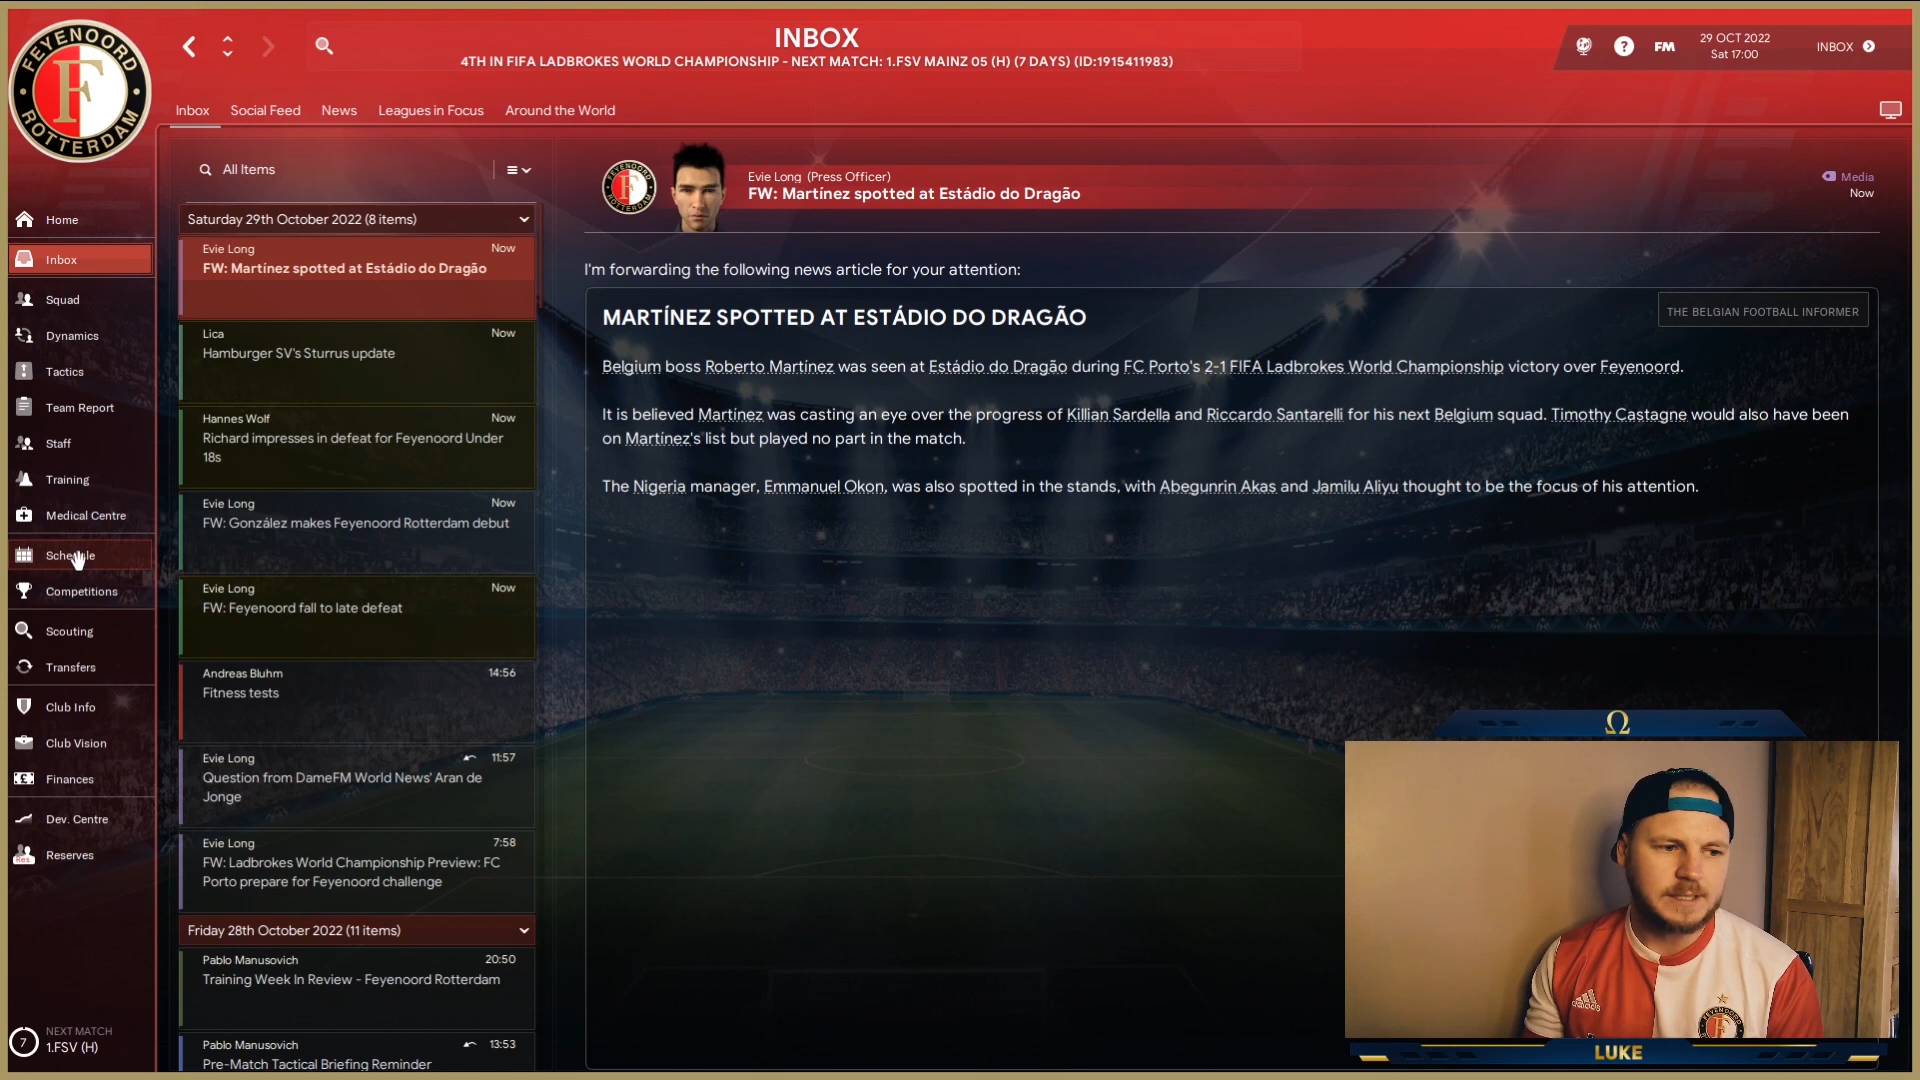 FEYENOORD
ROTTERDAM
INBOX
4TH IN FIFA LADBROKES WORLD CHAMPIONSHIP - NEXT MATCH: 1.FSV MAINZ 05 (H) (7 DAYS) (ID:1915411983)
?
FM
29 OCT 2022
Sat 17:00
INBOX
Inbox
Social Feed
News
Leagues in Focus
Around the World
Home
Inbox
Squad
Dynamics
Tactics
Team Report
Staff
Training
Medical Centre
Schedule
Competitions
Scouting
Transfers
Club Info
Club Vision
Finances
Dev. Centre
Reserves
7
NEXT MATCH
1.FSV (H)
All Items
Saturday 29th October 2022 (8 items)
Evie Long Now
FW: Martínez spotted at Estádio do Dragão
Lica Now
Hamburger SV's Sturrus update
Hannes Wolf Now
Richard impresses in defeat for Feyenoord Under
18s
Evie Long Now
FW: González makes Feyenoord Rotterdam debut
Evie Long Now
FW: Feyenoord fall to late defeat
Andreas Bluhm 14:56
Fitness tests
Evie Long 11:57
Question from DameFM World News' Aran de
Jonge
Evie Long 7:58
FW: Ladbrokes World Championship Preview: FC
Porto prepare for Feyenoord challenge
Friday 28th October 2022 (11 items)
Pablo Manusovich 20:50
Training Week In Review - Feyenoord Rotterdam
Pablo Manusovich 13:53
Pre-Match Tactical Briefing Reminder
Evie Long (Press Officer)
FW: Martínez spotted at Estádio do Dragão
Media
Now
I'm forwarding the following news article for your attention:
MARTÍNEZ SPOTTED AT ESTÁDIO DO DRAGÃO
THE BELGIAN FOOTBALL INFORMER
Belgium boss Roberto Martínez was seen at Estádio do Dragão during FC Porto's 2-1 FIFA Ladbrokes World Championship victory over Feyenoord.
It is believed Martínez was casting an eye over the progress of Killian Sardella and Riccardo Santarelli for his next Belgium squad. Timothy Castagne would also have been
on Martínez's list but played no part in the match.
The Nigeria manager, Emmanuel Okon, was also spotted in the stands, with Abegunrin Akas and Jamilu Aliyu thought to be the focus of his attention.
Ω
adidas
LUKE